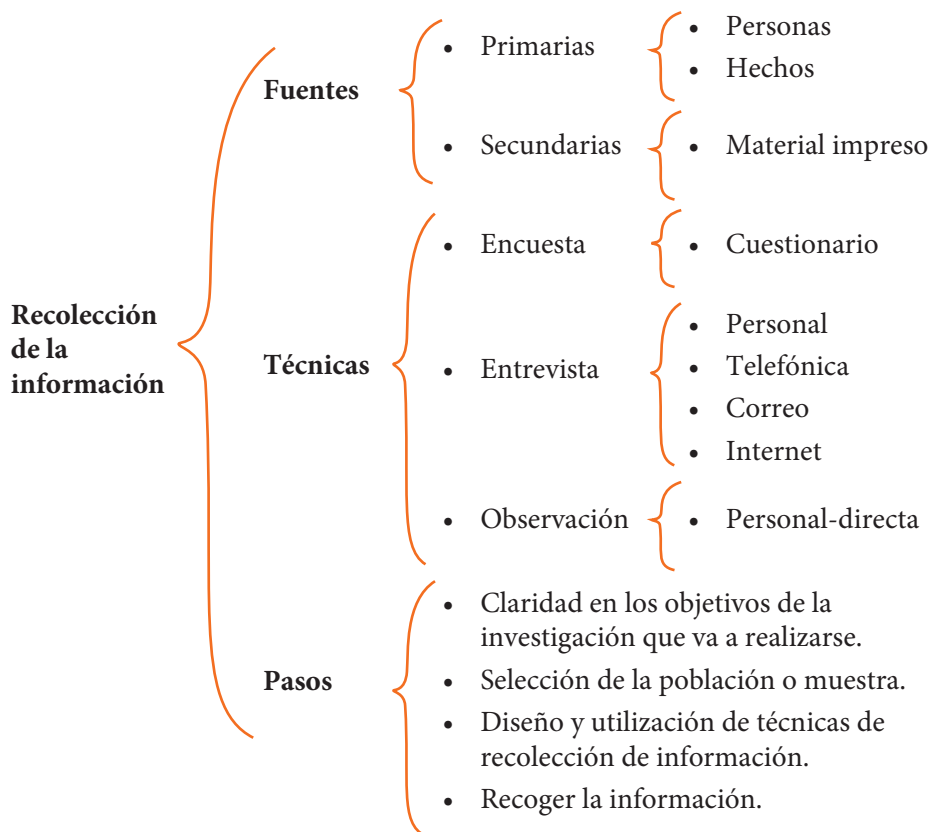 Recolección
de la
información
Fuentes
• Primarias
• Personas
• Hechos
• Secundarias
• Material impreso
Técnicas
• Encuesta
• Cuestionario
• Entrevista
• Personal
• Telefónica
• Correo
• Internet
• Observación
• Personal-directa
Pasos
• Claridad en los objetivos de la
investigación que va a realizarse.
• Selección de la población o muestra.
• Diseño y utilización de técnicas de
recolección de información.
• Recoger la información.